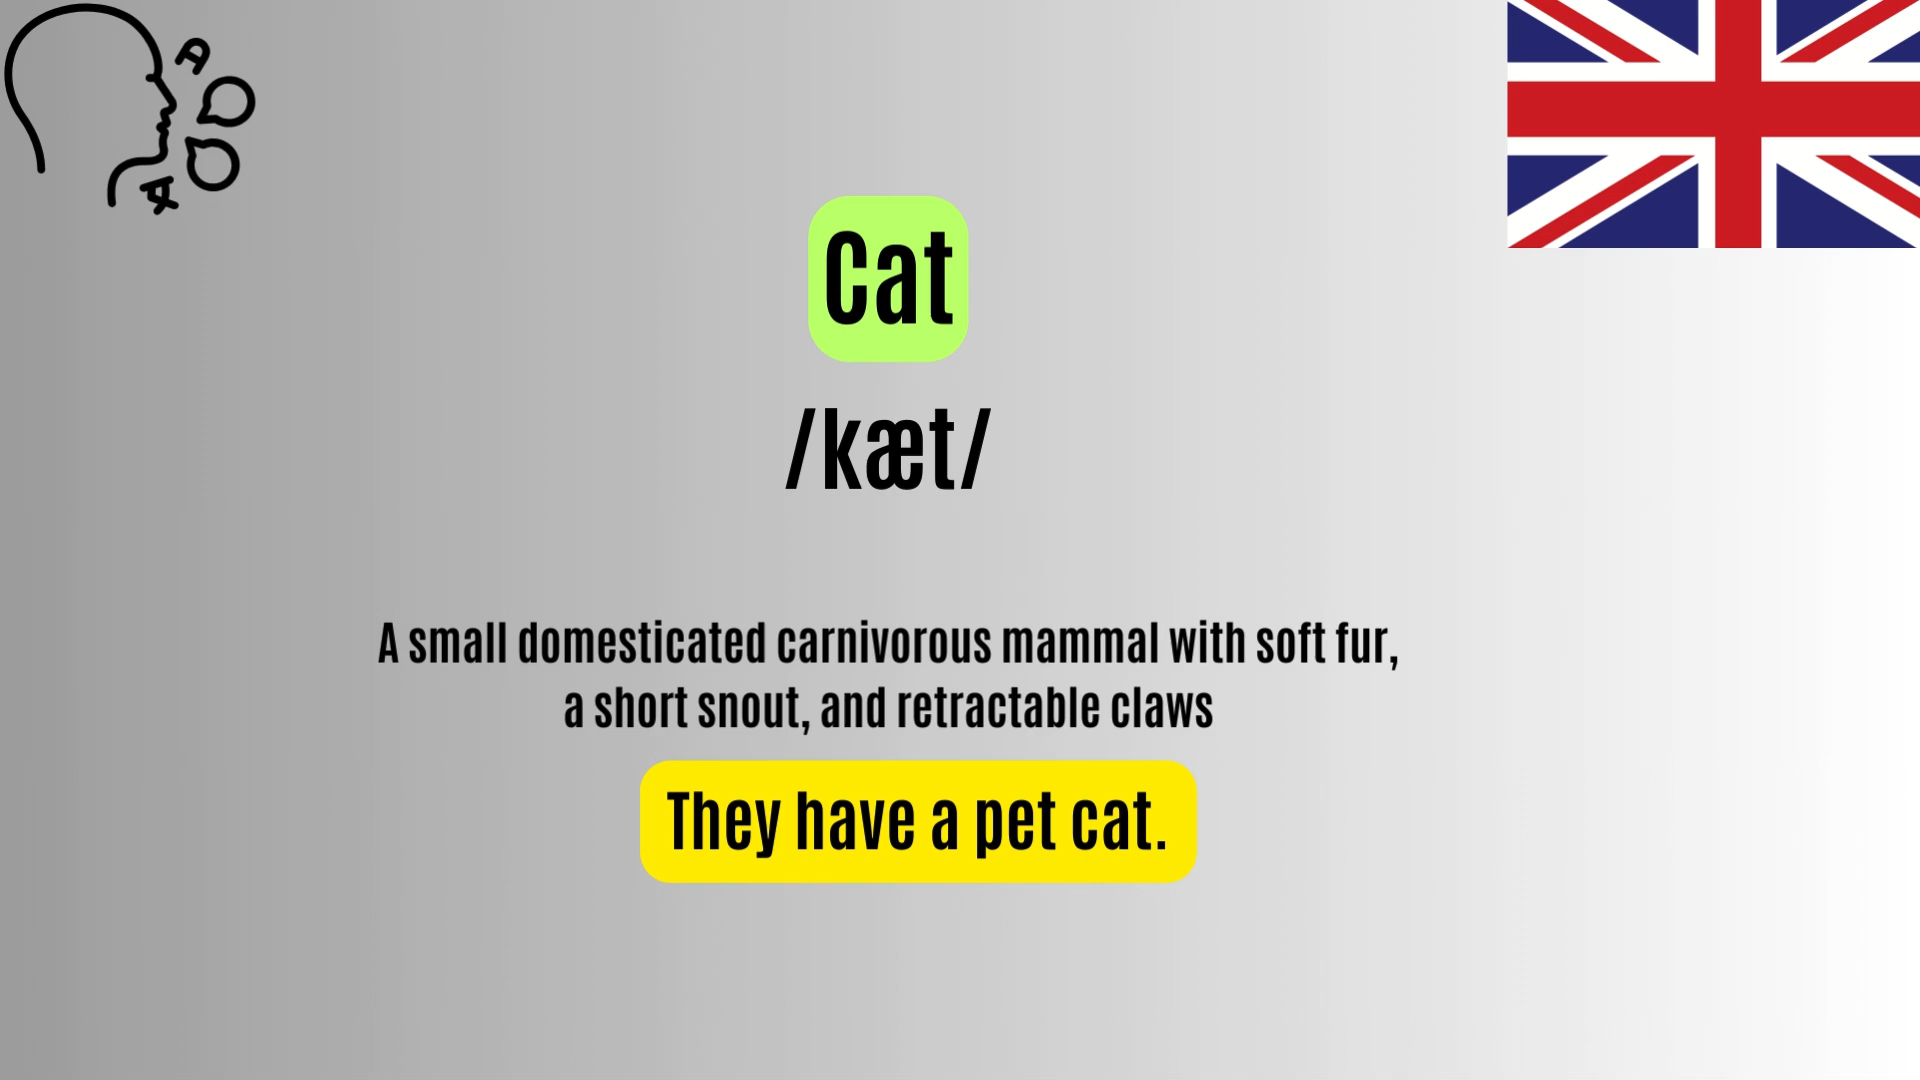 Cat
/kæt/
A small domesticated carnivorous mammal with soft fur,
a short snout, and retractable claws
They have a pet cat.